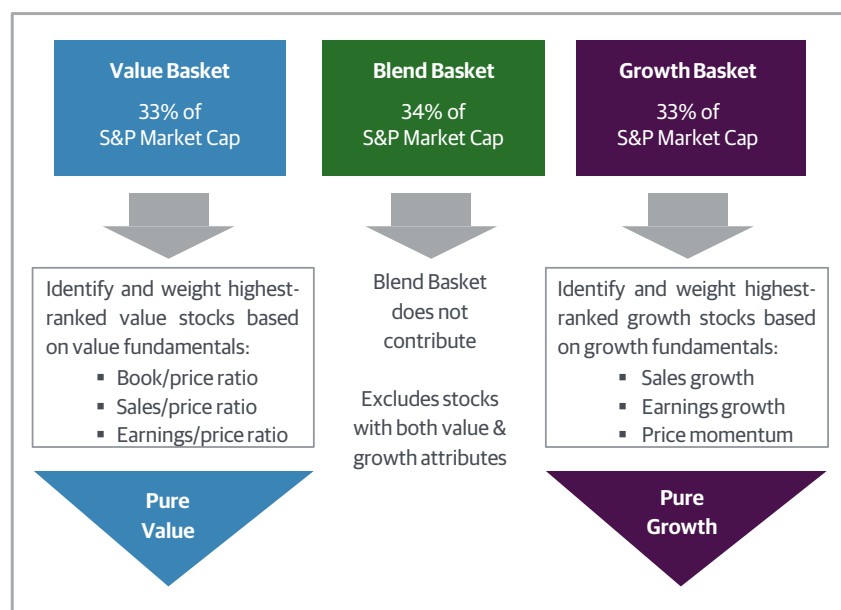 Value Basket
33% of
S&P Market Cap
Blend Basket
34% of
S&P Market Cap
Growth Basket
33% of
S&P Market Cap
Identify and weight highest-
ranked value stocks based
on value fundamentals:
▪ Book/price ratio
▪ Sales/price ratio
▪ Earnings/price ratio
Blend Basket
does not
contribute
Excludes stocks
with both value &
growth attributes
Identify and weight highest-
ranked growth stocks based
on growth fundamentals:
▪ Sales growth
▪ Earnings growth
▪ Price momentum
Pure
Value
Pure
Growth